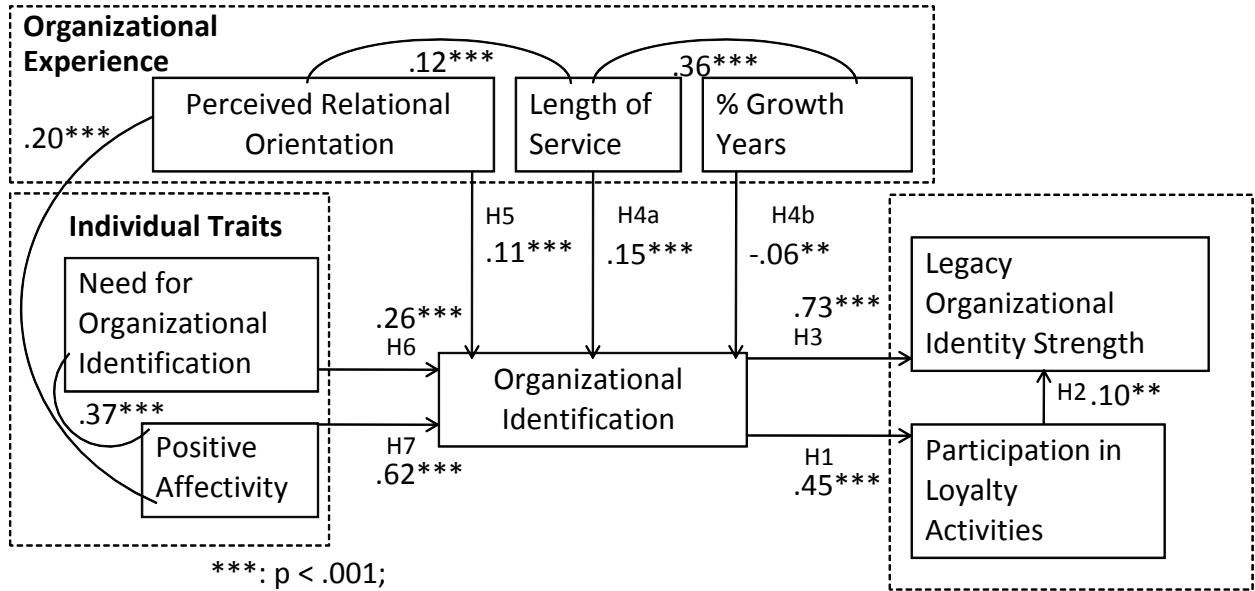 Organizational
Experience
.12***
.36***
Perceived Relational
Orientation
Length of
Service
% Growth
Years
.20***
H5
.11***
H4a
.15***
H4b
-.06**
Individual Traits
Need for
Organizational
Identification
.26***
H6
.73***
H3
Legacy
Organizational
Identity Strength
Organizational
Identification
H2 .10**
.37***
Positive
Affectivity
H7
.62***
H1
.45***
Participation in
Loyalty
Activities
***: p < .001;